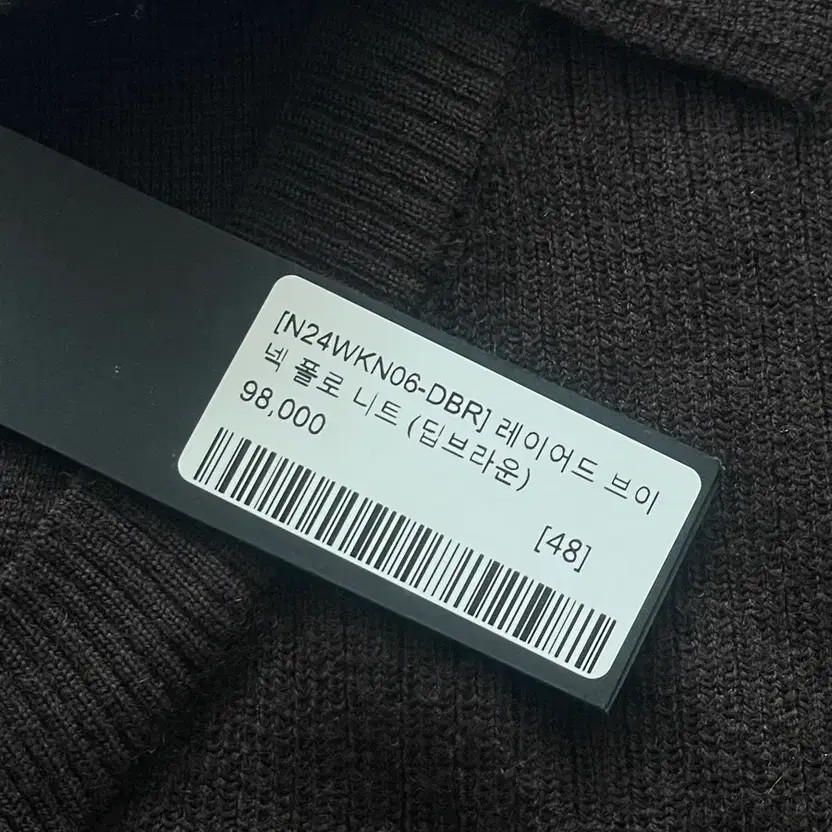 [N24WKN06-DBR] 레이어드 브이
넥 폴로 니트 (딥브라운)
98,000
[48]